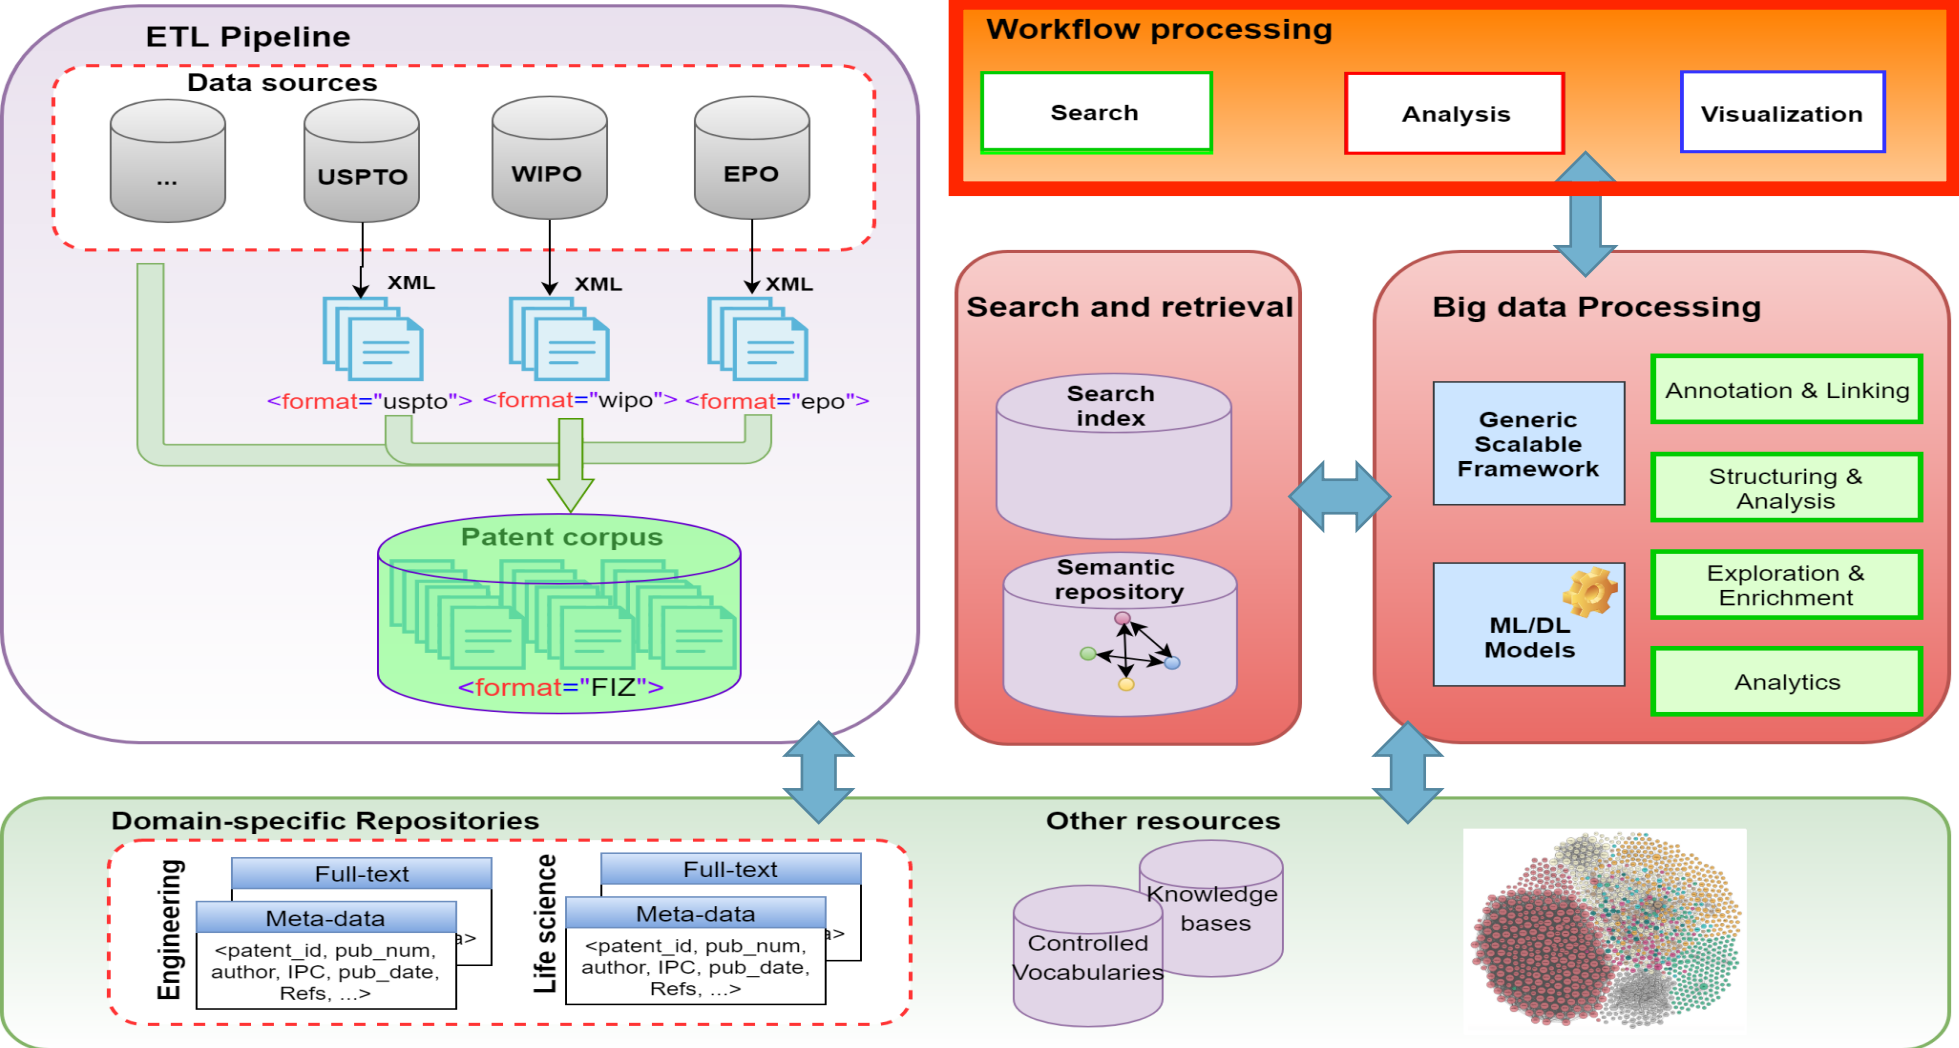 ETL Pipeline
Data sources
...
USPTO
WIPO
EPO
XML
XML
XML
<format="uspto">
<format="wipo">
<format="epo">
Patent corpus
<format="FIZ">
Workflow processing
Search
Analysis
Visualization
Search and retrieval
Search
index
Semantic
repository
Big data Processing
Generic
Scalable
Framework
ML/DL
Models
Annotation & Linking
Structuring &
Analysis
Exploration &
Enrichment
Analytics
Domain-specific Repositories
Engineering
Full-text
a>
Meta-data
<patent_id, pub_num,
author, IPC, pub_date,
Refs, ...>
Life science
Full-text
a>
Meta-data
<patent_id, pub_num,
author, IPC, pub_date,
Refs, ...>
Other resources
Knowledge
bases
Controlled
Vocabularies